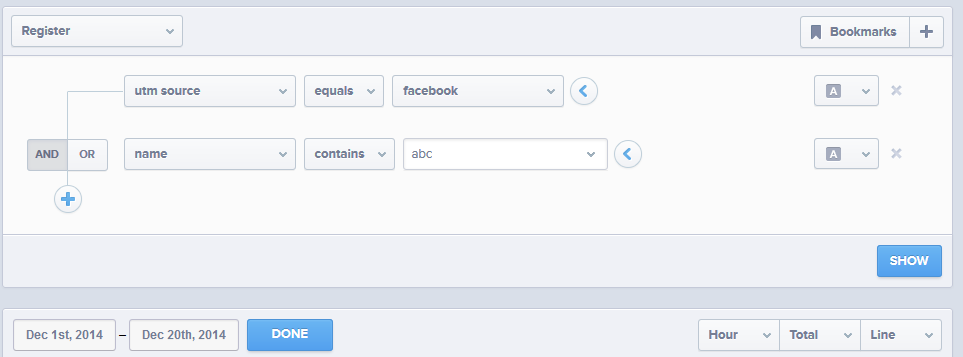 Register Bookmarks
utm source equals facebook A
AND OR name contains abc A
SHOW
Dec 1st, 2014 – Dec 20th, 2014 DONE Hour Total Line